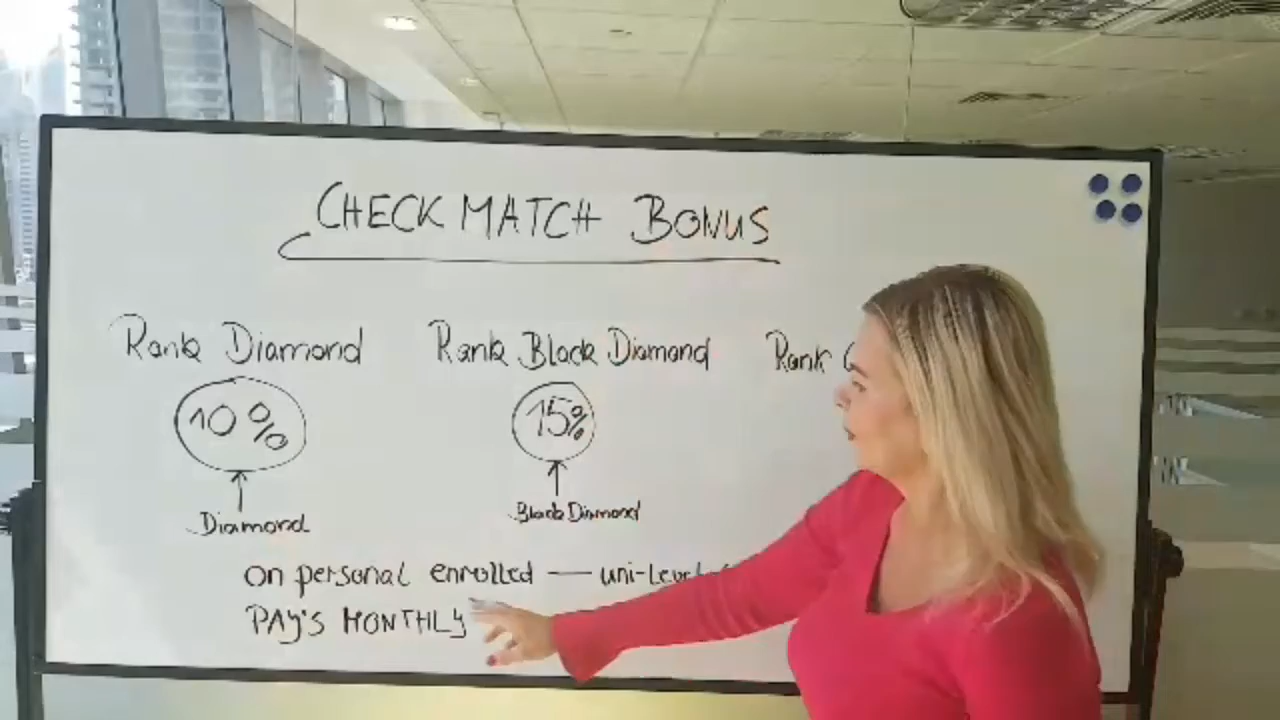 CHECK MATCH BONUS
Rank Diamond
Rank Black Diamond
Rank
10%
15%
Diamond
Black Diamond
on personal enrolled — uni-Level
PAY'S MONTHLY